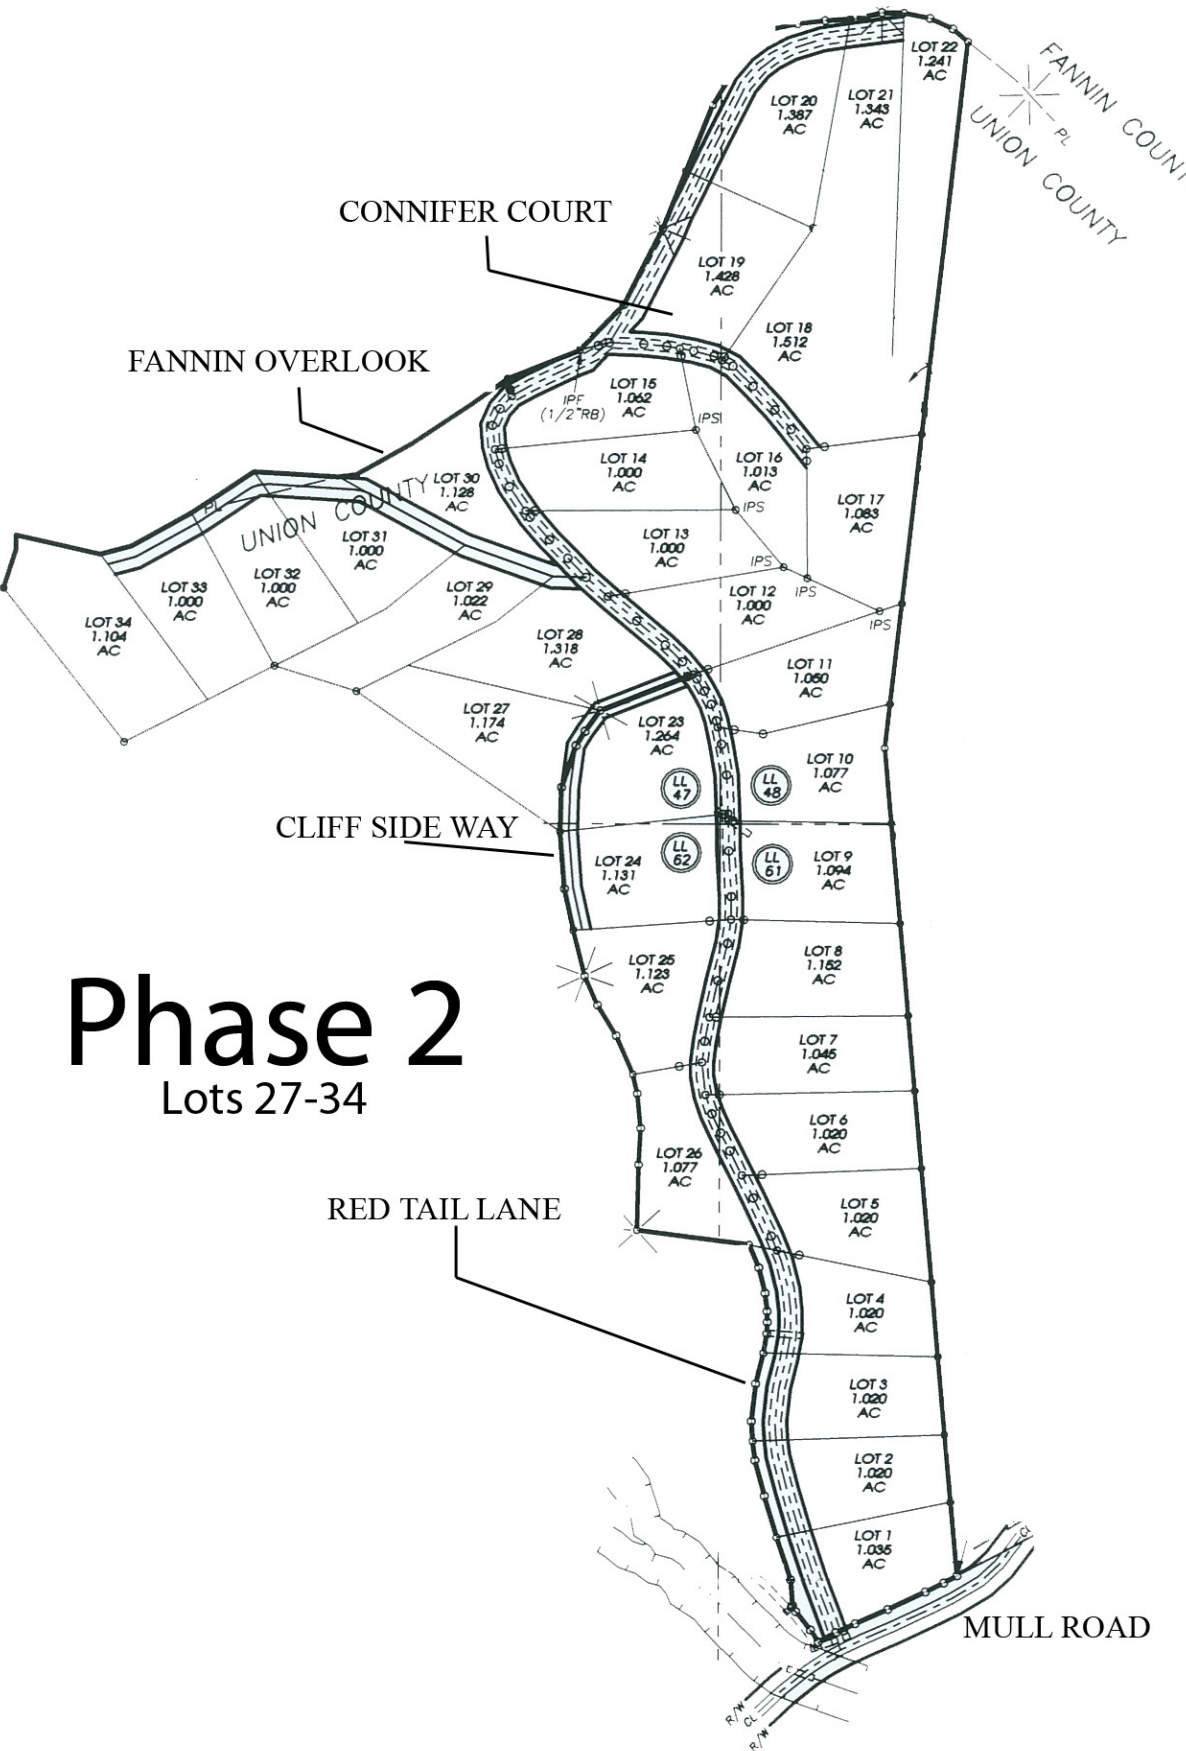 LOT 22
1.241
AC
FANNIN COUNT
PL
UNION COUNTY
LOT 20
1.387
AC
LOT 21
1.343
AC
CONNIFER COURT
LOT 19
1.428
AC
LOT 18
1.512
AC
FANNIN OVERLOOK
LOT 15
1.062
AC
IPF
(1/2"RB)
IPS
LOT 14
1.000
AC
LOT 16
1.013
AC
LOT 30
1.128
AC
LOT 17
1.083
AC
IPS
PL
UNION COUNTY
LOT 31
1.000
AC
LOT 13
1.000
AC
IPS
LOT 33
1.000
AC
LOT 32
1.000
AC
LOT 29
1.022
AC
LOT 12
1.000
AC
IPS
IPS
LOT 34
1.104
AC
LOT 28
1.318
AC
LOT 11
1.050
AC
LOT 27
1.174
AC
LOT 23
1.264
AC
LOT 10
1.077
AC
LL
47
LL
48
CLIFF SIDE WAY
LL
62
LL
61
LOT 24
1.131
AC
LOT 9
1.094
AC
LOT 25
1.123
AC
LOT 8
1.152
AC
Phase 2
Lots 27-34
LOT 7
1.045
AC
LOT 6
1.020
AC
LOT 26
1.077
AC
RED TAIL LANE
LOT 5
1.020
AC
LOT 4
1.020
AC
LOT 3
1.020
AC
LOT 2
1.020
AC
LOT 1
1.035
AC
CL
MULL ROAD
R/W
CL
R/W